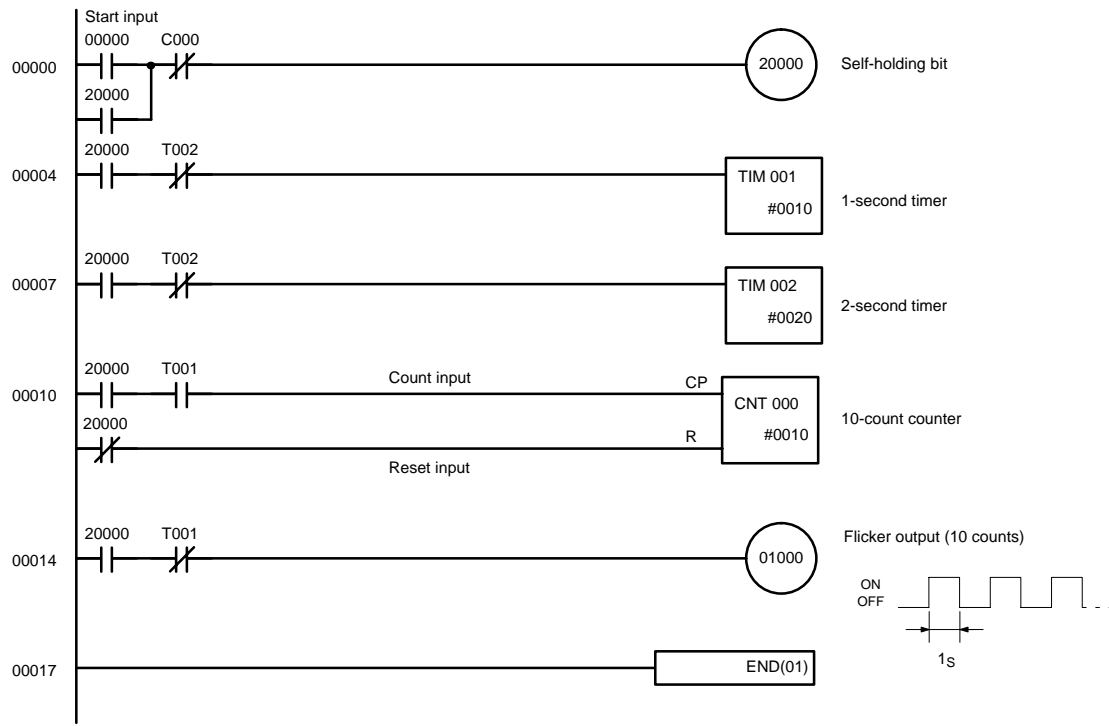 Start input
00000 C000
00000
20000 Self-holding bit
20000
20000 T002
00004
TIM 001
#0010
1-second timer
20000 T002
00007
TIM 002
#0020
2-second timer
20000 T001
00010
Count input CP
CNT 000
#0010
10-count counter
20000
R
Reset input
20000 T001
00014
01000
Flicker output (10 counts)
ON
OFF
1S
00017
END(01)